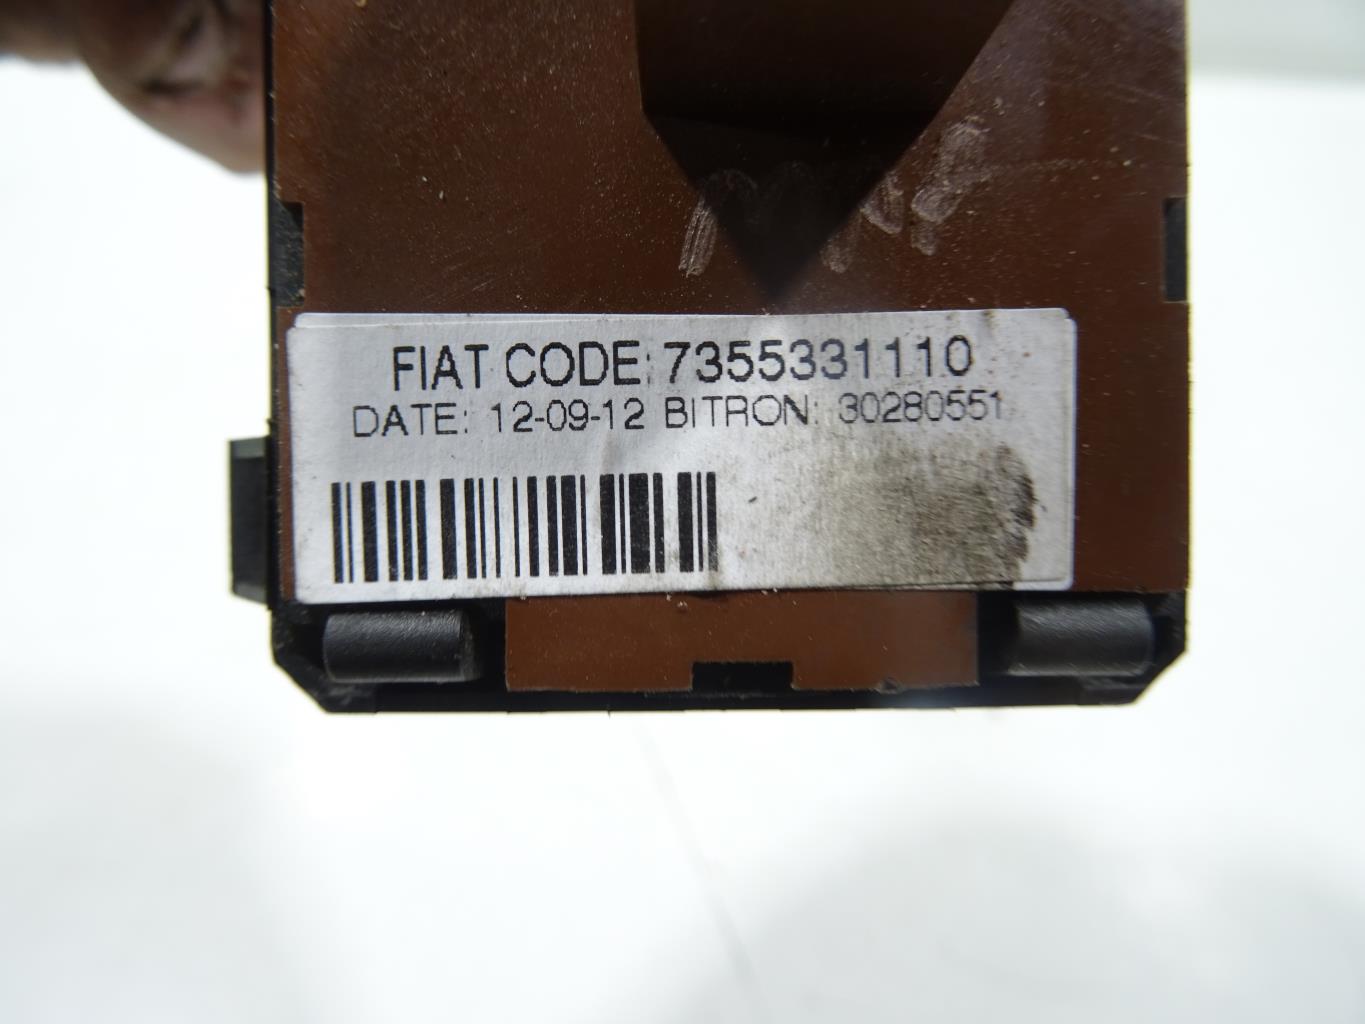 FIAT CODE: 7355331110
DATE: 12-09-12 BITRON: 30280551